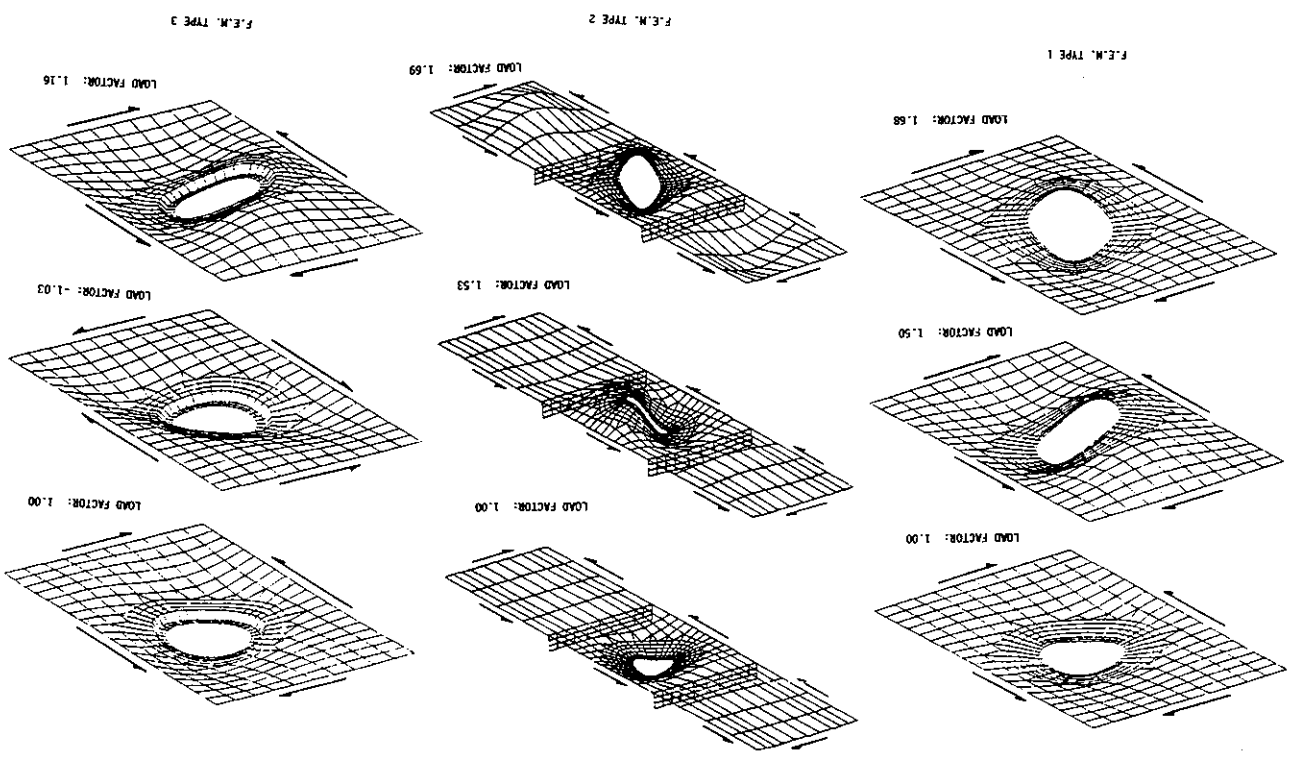 LOAD FACTOR: 1.00
LOAD FACTOR: 1.00
LOAD FACTOR: 1.00
LOAD FACTOR: 1.50
LOAD FACTOR: 1.53
LOAD FACTOR: -1.03
LOAD FACTOR: 1.68
LOAD FACTOR: 1.69
LOAD FACTOR: 1.16
F.E.M. TYPE 1
F.E.M. TYPE 2
F.E.M. TYPE 3